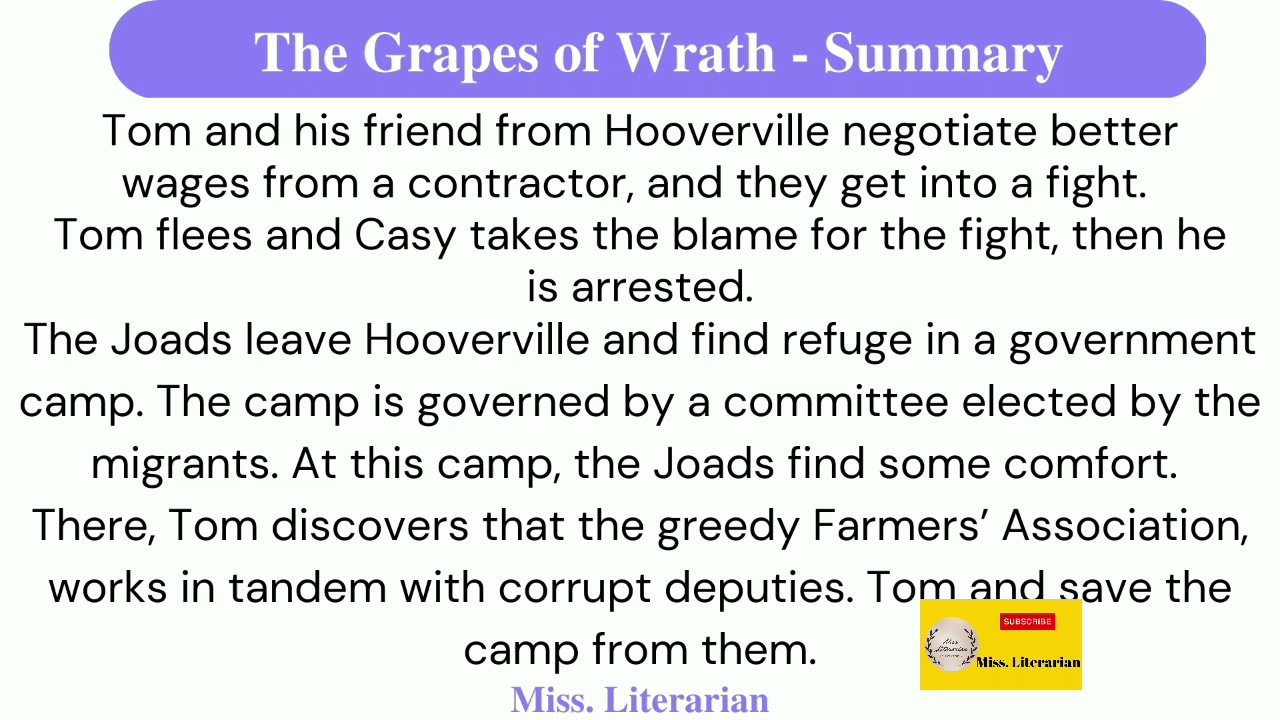 The Grapes of Wrath - Summary
Tom and his friend from Hooverville negotiate better
wages from a contractor, and they get into a fight.
Tom flees and Casy takes the blame for the fight, then he
is arrested.
The Joads leave Hooverville and find refuge in a government
camp. The camp is governed by a committee elected by the
migrants. At this camp, the Joads find some comfort.
There, Tom discovers that the greedy Farmers’ Association,
works in tandem with corrupt deputies. Tom and save the
camp from them.
SUBSCRIBE
Miss
Literarian
Miss. Literarian
Miss. Literarian